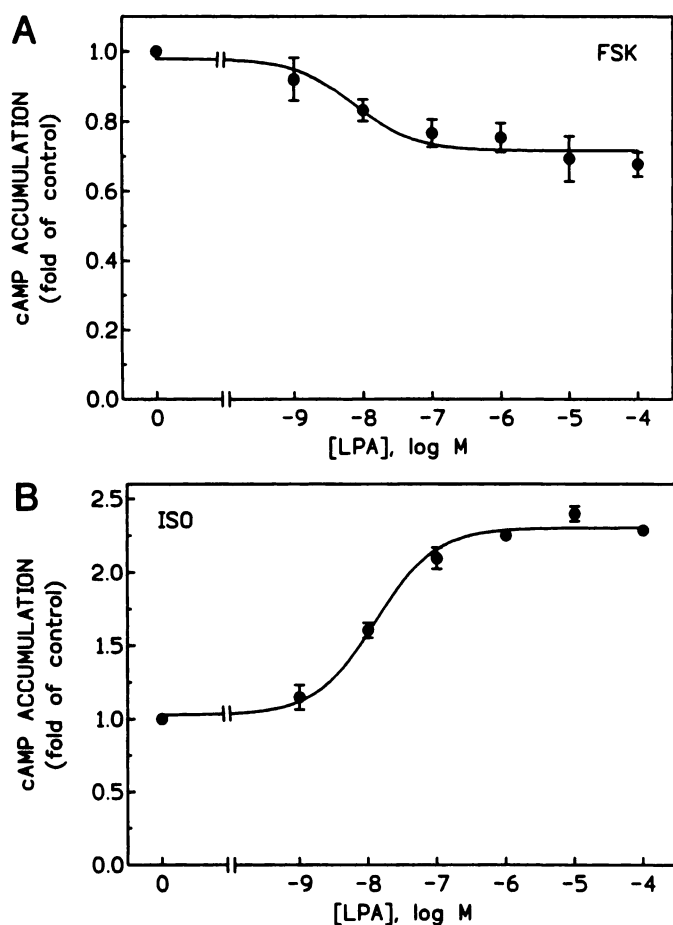 A
FSK
cAMP ACCUMULATION
(fold of control)
1.0
0.8
0.6
0.4
0.2
0.0
0 -9 -8 -7 -6 -5 -4
[LPA], log M
B
ISO
cAMP ACCUMULATION
(fold of control)
2.5
2.0
1.5
1.0
0.5
0.0
0 -9 -8 -7 -6 -5 -4
[LPA], log M